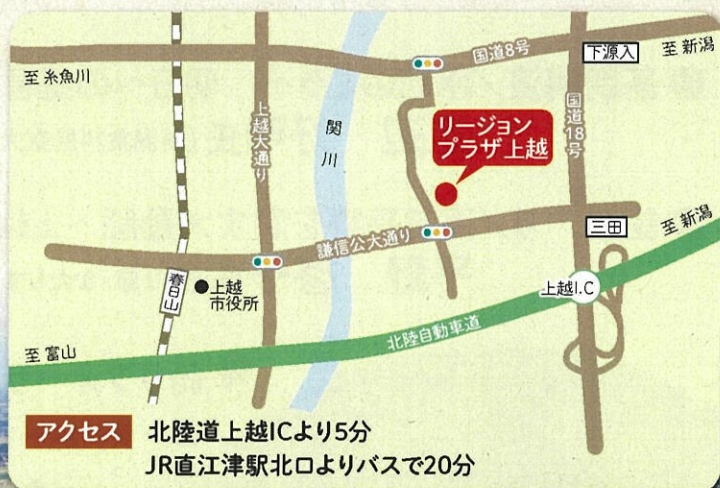 国道8号
下源入
至 新潟
至 糸魚川
上越大通り
関川
国道18号
リージョン
プラザ上越
謙信公大通り
三田
至 新潟
春日山
上越
市役所
上越I.C
北陸自動車道
至 富山
アクセス
北陸道上越ICより5分
JR直江津駅北口よりバスで20分